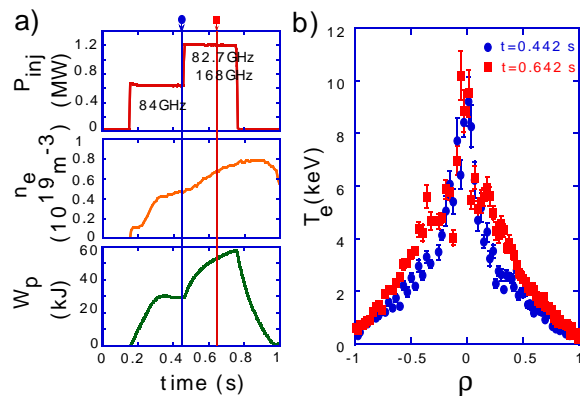 a)
P_inj (MW)
1.2
0.8
0.4
0
82.7GHz
168GHz
84GHz
n_e (10^19 m^-3)
1
0.8
0.6
0.4
0.2
0
W_p (kJ)
60
40
20
0
0 0.2 0.4 0.6 0.8 1
time (s)
b)
t=0.442 s
t=0.642 s
T_e (keV)
12
10
8
6
4
2
0
-1 -0.5 0 0.5 1
ρ